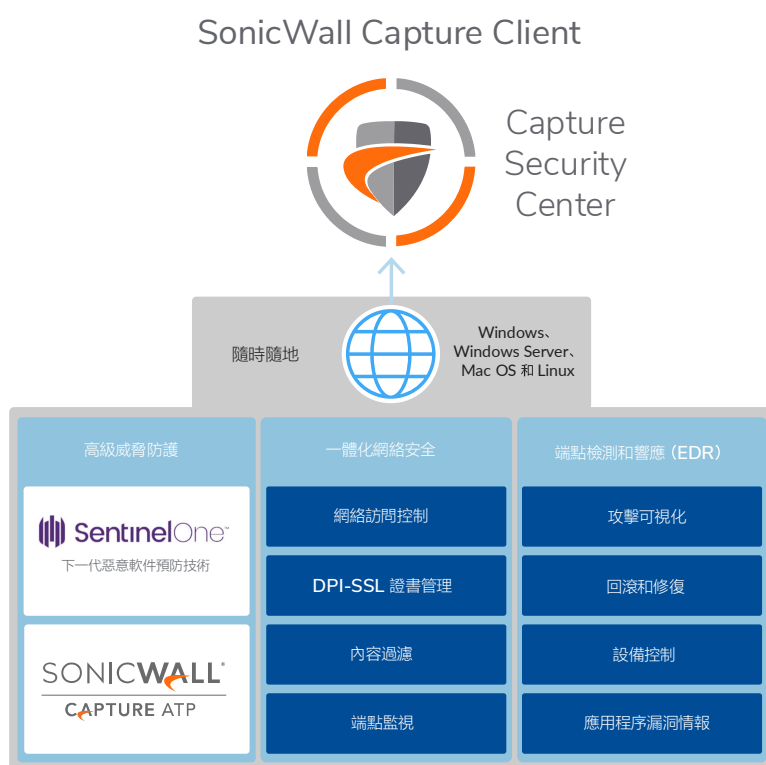 SonicWall Capture Client
Capture
Security
Center
隨時隨地
Windows、
Windows Server、
Mac OS 和 Linux
高級威脅防護
SentinelOne™
下一代惡意軟件預防技術
SONICWALL®
CAPTURE ATP
一體化網絡安全
網絡訪問控制
DPI-SSL 證書管理
內容過濾
端點監視
端點檢測和響應（EDR）
攻擊可視化
回滾和修復
設備控制
應用程序漏洞情報